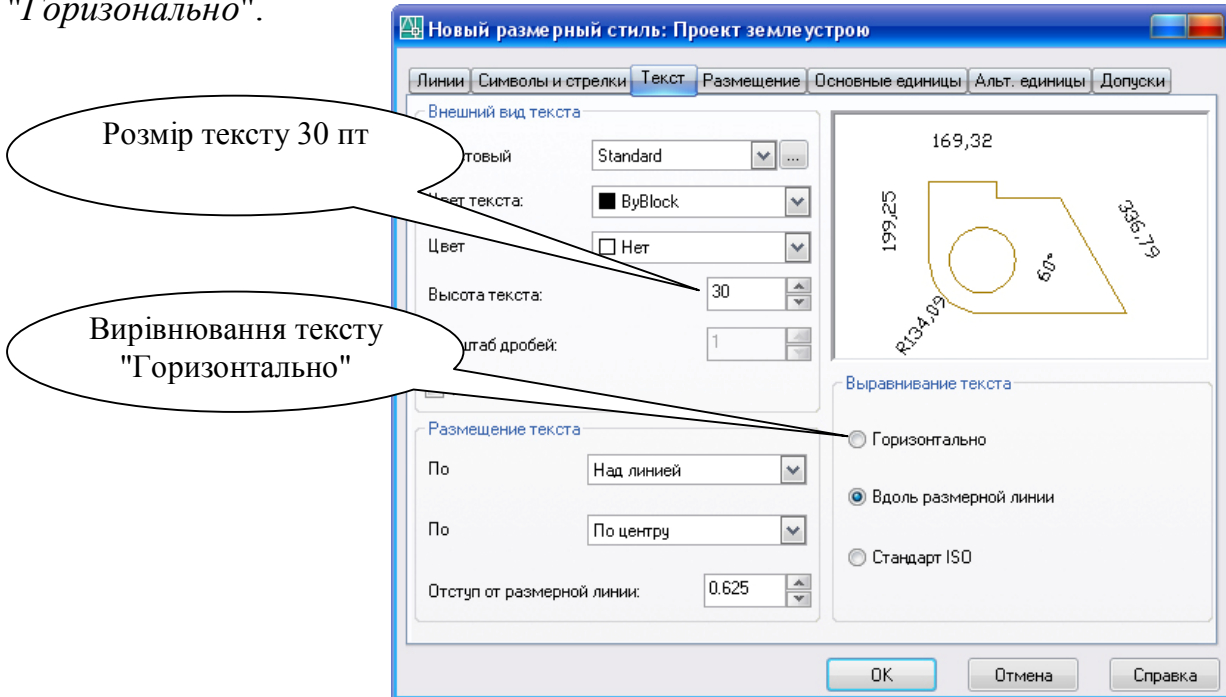 "Горизонально".
Новый размерный стиль: Проект землеустрою
Линии Символы и стрелки Текст Размещение Основные единицы Альт. единицы Допуски
Внешний вид текста
Розмір тексту 30 пт
Standard ...
текста:
ByBlock
Цвет
Нет
Высота текста:
30
дробей:
1
Вирівнювання тексту
"Горизонтально"
169,32
199,25
336,79
60°
R134,09
Размещение текста
По
Над линией
По
По центру
Отступ от размерной линии:
0.625
Выравнивание текста
Горизонтально
Вдоль размерной линии
Стандарт ISO
OK Отмена Справка